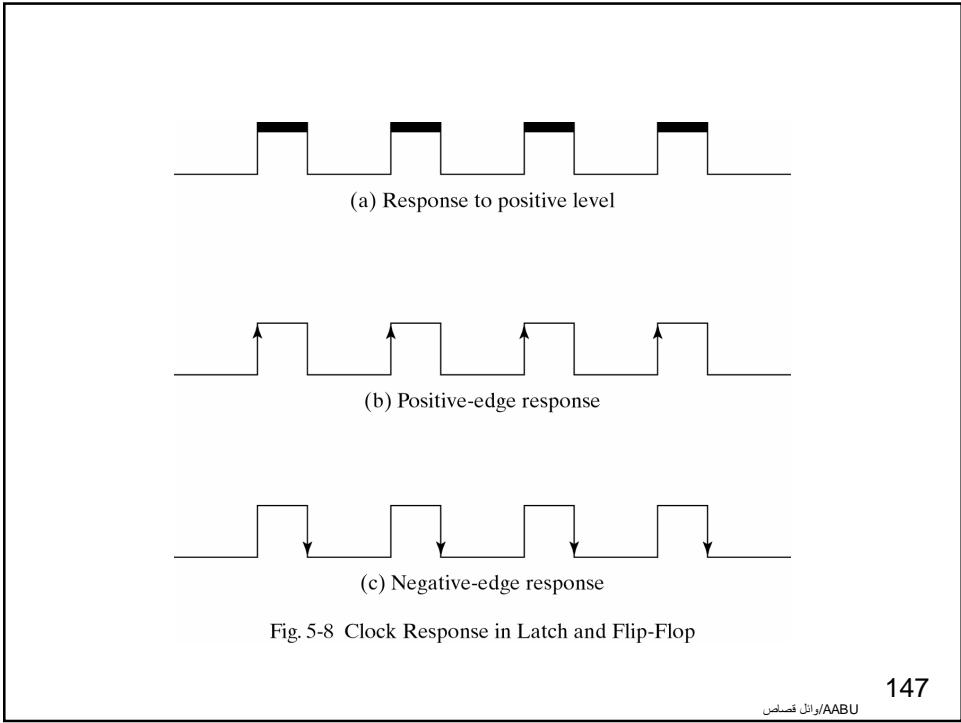 (a) Response to positive level
(b) Positive-edge response
(c) Negative-edge response
Fig. 5-8 Clock Response in Latch and Flip-Flop
147
وائل قصاص/AABU